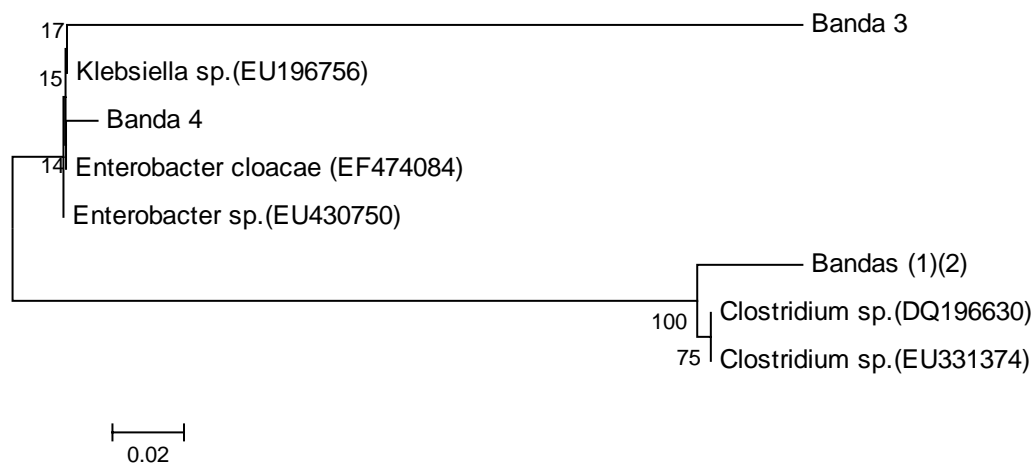 17
Banda 3
15
Klebsiella sp.(EU196756)
Banda 4
14
Enterobacter cloacae (EF474084)
Enterobacter sp.(EU430750)
Bandas (1)(2)
Clostridium sp.(DQ196630)
100
75
Clostridium sp.(EU331374)
0.02